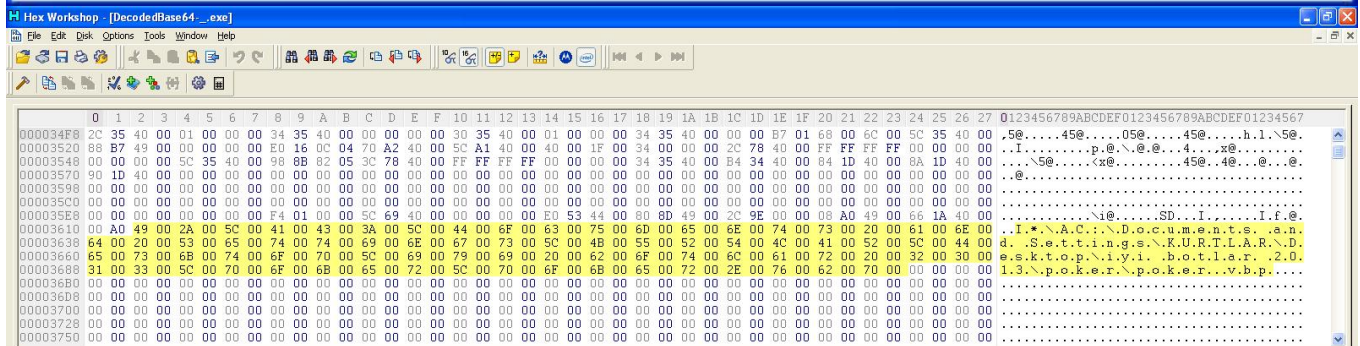 Hex Workshop - [DecodedBase64-_.exe]
File Edit Disk Options Tools Window Help
0 1 2 3 4 5 6 7 8 9 A B C D E F 10 11 12 13 14 15 16 17 18 19 1A 1B 1C 1D 1E 1F 20 21 22 23 24 25 26 27 0123456789ABCDEF0123456789ABCDEF01234567
000034F8 2C 35 40 00 01 00 00 00 34 35 40 00 01 00 00 00 30 35 40 00 01 00 00 00 34 35 40 00 00 00 00 00 B7 01 68 00 6C 00 5C 35 40 00 ,5@.....45@.....05@.....45@......h.l.\5@.
00003520 88 B7 49 00 00 00 00 E0 16 0C 04 70 A2 40 00 5C A1 40 00 40 00 1F 00 34 00 00 00 2C 78 40 00 FF FF FF FF 00 00 00 00 ..I........p.@.\.@.@...4...,x@.........
00003548 00 00 00 00 5C 35 40 00 98 8B 82 05 3C 78 40 00 FF FF FF FF 00 00 00 00 34 35 40 00 B4 34 40 00 84 1D 40 00 8A 1D 40 00 ....\5@.....<x@.........45@..4@...@...@.
00003570 90 1D 40 00 00 00 00 00 00 00 00 00 00 00 00 00 00 00 00 00 00 00 00 00 00 00 00 00 00 00 00 00 00 00 00 00 00 00 00 00 ..@.....................................
00003598 00 00 00 00 00 00 00 00 00 00 00 00 00 00 00 00 00 00 00 00 00 00 00 00 00 00 00 00 00 00 00 00 00 00 00 00 00 00 00 00 ........................................
000035C0 00 00 00 00 00 00 00 00 00 00 00 00 00 00 00 00 00 00 00 00 00 00 00 00 00 00 00 00 00 00 00 00 00 00 00 00 00 00 00 00 ........................................
000035E8 00 00 00 00 00 00 00 00 F4 01 00 00 5C 69 40 00 00 00 00 00 E0 53 44 00 80 8D 49 00 2C 9E 00 00 08 A0 49 00 66 1A 40 00 ............\i@......SD...I.,.....I.f.@.
00003610 00 A0 49 00 2A 00 5C 00 41 00 43 00 3A 00 5C 00 44 00 6F 00 63 00 75 00 6D 00 65 00 6E 00 74 00 73 00 20 00 61 00 6E 00 ..I.*.\.A.C.:.\.D.o.c.u.m.e.n.t.s. .a.n.
00003638 64 00 20 00 53 00 65 00 74 00 74 00 69 00 6E 00 67 00 73 00 5C 00 4B 00 55 00 52 00 54 00 4C 00 41 00 52 00 5C 00 44 00 d. .S.e.t.t.i.n.g.s.\.K.U.R.T.L.A.R.\.D.
00003660 65 00 73 00 6B 00 74 00 6F 00 70 00 5C 00 69 00 79 00 69 00 20 00 62 00 6F 00 74 00 6C 00 61 00 72 00 20 00 32 00 30 00 e.s.k.t.o.p.\.i.y.i. .b.o.t.l.a.r. .2.0.
00003688 31 00 33 00 5C 00 70 00 6F 00 6B 00 65 00 72 00 5C 00 70 00 6F 00 6B 00 65 00 72 00 2E 00 76 00 62 00 70 00 00 00 00 00 1.3.\.p.o.k.e.r.\.p.o.k.e.r...v.b.p.....
000036B0 00 00 00 00 00 00 00 00 00 00 00 00 00 00 00 00 00 00 00 00 00 00 00 00 00 00 00 00 00 00 00 00 00 00 00 00 00 00 00 00 ........................................
000036D8 00 00 00 00 00 00 00 00 00 00 00 00 00 00 00 00 00 00 00 00 00 00 00 00 00 00 00 00 00 00 00 00 00 00 00 00 00 00 00 00 ........................................
00003700 00 00 00 00 00 00 00 00 00 00 00 00 00 00 00 00 00 00 00 00 00 00 00 00 00 00 00 00 00 00 00 00 00 00 00 00 00 00 00 00 ........................................
00003728 00 00 00 00 00 00 00 00 00 00 00 00 00 00 00 00 00 00 00 00 00 00 00 00 00 00 00 00 00 00 00 00 00 00 00 00 00 00 00 00 ........................................
00003750 00 00 00 00 00 00 00 00 00 00 00 00 00 00 00 00 00 00 00 00 00 00 00 00 00 00 00 00 00 00 00 00 00 00 00 00 00 00 00 00 ........................................